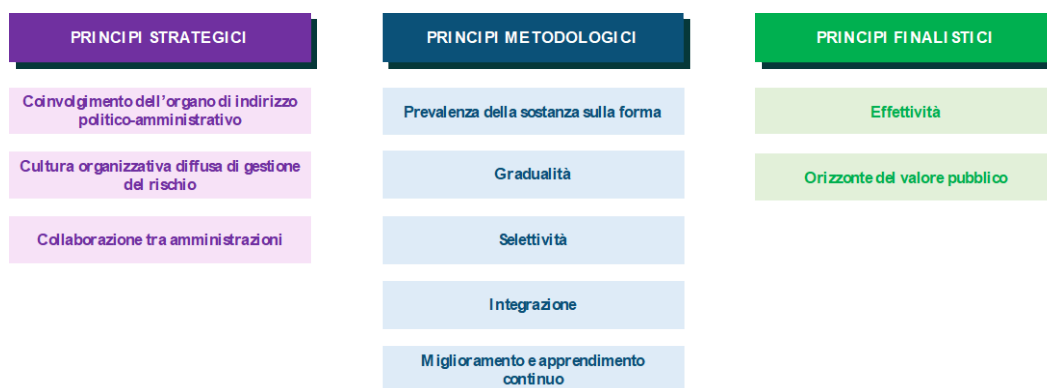 PRINCIPI STRATEGICI
Coinvolgimento dell'organo di indirizzo
politico-amministrativo
Cultura organizzativa diffusa di gestione
del rischio
Collaborazione tra amministrazioni
PRINCIPI METODOLOGICI
Prevalenza della sostanza sulla forma
Gradualità
Selettività
Integrazione
Miglioramento e apprendimento
continuo
PRINCIPI FINALISTICI
Effettività
Orizzonte del valore pubblico